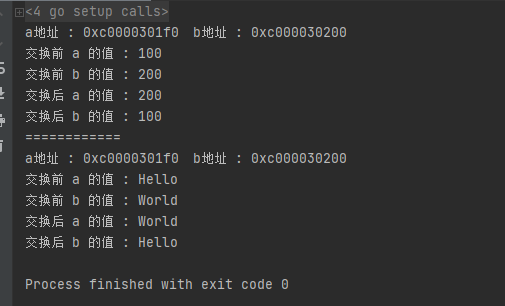 <4 go setup calls>
a地址 : 0xc0000301f0  b地址 : 0xc000030200
交换前 a 的值 : 100
交换前 b 的值 : 200
交换后 a 的值 : 200
交换后 b 的值 : 100
============
a地址 : 0xc0000301f0  b地址 : 0xc000030200
交换前 a 的值 : Hello
交换前 b 的值 : World
交换后 a 的值 : World
交换后 b 的值 : Hello
Process finished with exit code 0